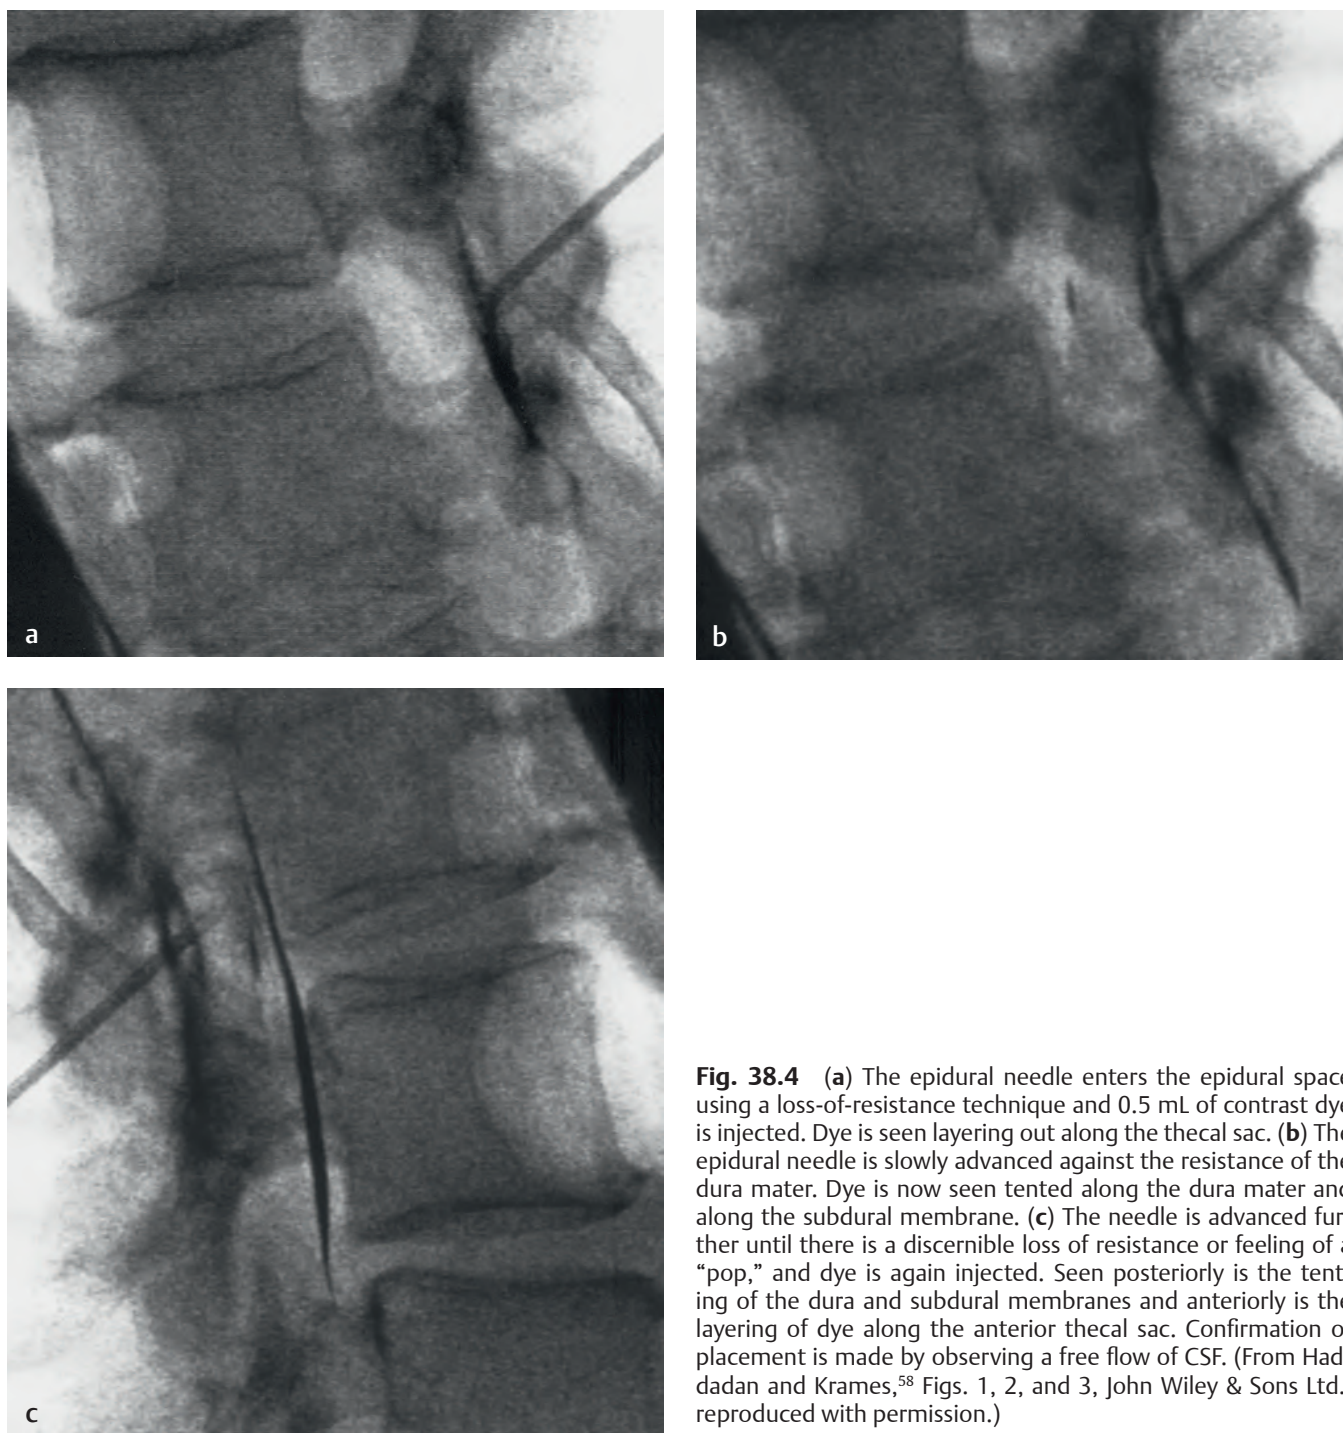 a
b
c
Fig. 38.4 (a) The epidural needle enters the epidural space
using a loss-of-resistance technique and 0.5 mL of contrast dye
is injected. Dye is seen layering out along the thecal sac. (b) The
epidural needle is slowly advanced against the resistance of the
dura mater. Dye is now seen tented along the dura mater and
along the subdural membrane. (c) The needle is advanced fur
ther until there is a discernible loss of resistance or feeling of a
“pop,” and dye is again injected. Seen posteriorly is the tent
ing of the dura and subdural membranes and anteriorly is the
layering of dye along the anterior thecal sac. Confirmation o
placement is made by observing a free flow of CSF. (From Had
dadan and Krames,⁵⁸ Figs. 1, 2, and 3, John Wiley & Sons Ltd.
reproduced with permission.)